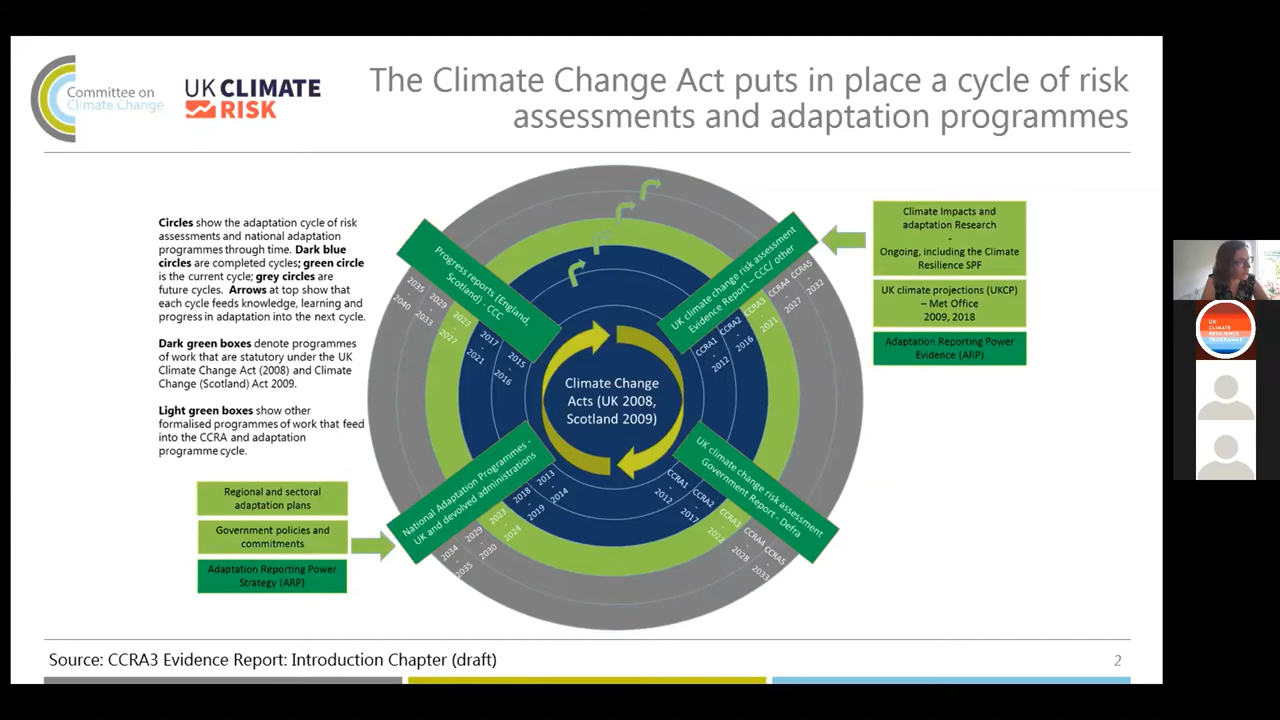 Committee on
Climate Change
UK CLIMATE
RISK
The Climate Change Act puts in place a cycle of risk
assessments and adaptation programmes
Circles show the adaptation cycle of risk
assessments and national adaptation
programmes through time. Dark blue
circles are completed cycles; green circle
is the current cycle; grey circles are
future cycles. Arrows at top show that
each cycle feeds knowledge, learning and
progress in adaptation into the next cycle.
Dark green boxes denote programmes
of work that are statutory under the UK
Climate Change Act (2008) and Climate
Change (Scotland) Act 2009.
Light green boxes show other
formalised programmes of work that feed
into the CCRA and adaptation
programme cycle.
Regional and sectoral
adaptation plans
Government policies and
commitments
Adaptation Reporting Power
Strategy (ARP)
Progress reports (England,
Scotland) - CCC
2035
-
2040
2029
-
2033
2023
-
2027
2017
-
2021
2015
-
2016
UK climate change risk assessment
Evidence Report – CCC/ other
CCRA1
-
2012
CCRA2
-
2016
CCRA3
-
2021
CCRA4
-
2027
CCRA5
-
2032
Climate Change
Acts (UK 2008,
Scotland 2009)
National Adaptation Programmes -
UK and devolved administrations
2034
-
2035
2029
-
2030
2023
-
2024
2018
-
2019
2013
-
2014
UK climate change risk assessment
Government Report - Defra
CCRA1
-
2012
CCRA2
-
2017
CCRA3
-
2022
CCRA4
-
2028
CCRA5
-
2033
Climate Impacts and
adaptation Research
-
Ongoing, including the Climate
Resilience SPF
UK climate projections (UKCP)
– Met Office
2009, 2018
Adaptation Reporting Power
Evidence (ARP)
UK
CLIMATE
RESILIENCE
PROGRAMME
Source: CCRA3 Evidence Report: Introduction Chapter (draft)
2